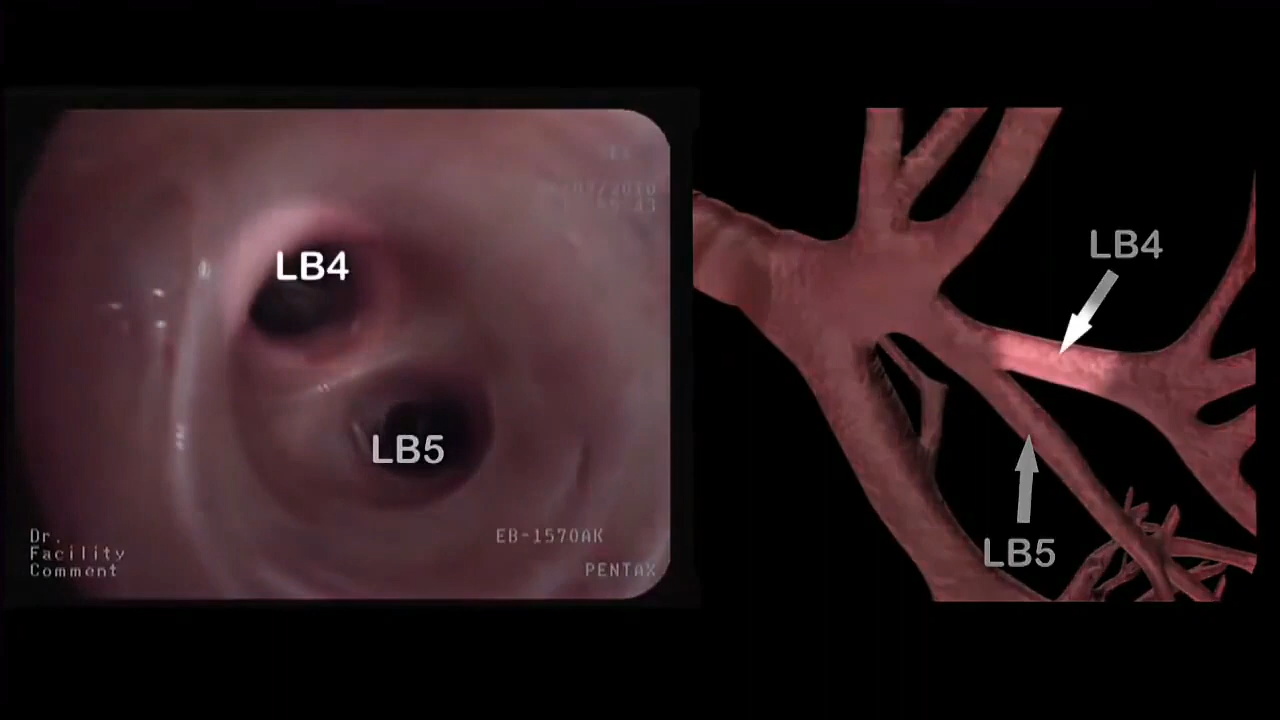 LB4
LB5
Dr.
Facility
Comment
EB-1570AK
PENTAX
LB4
LB5